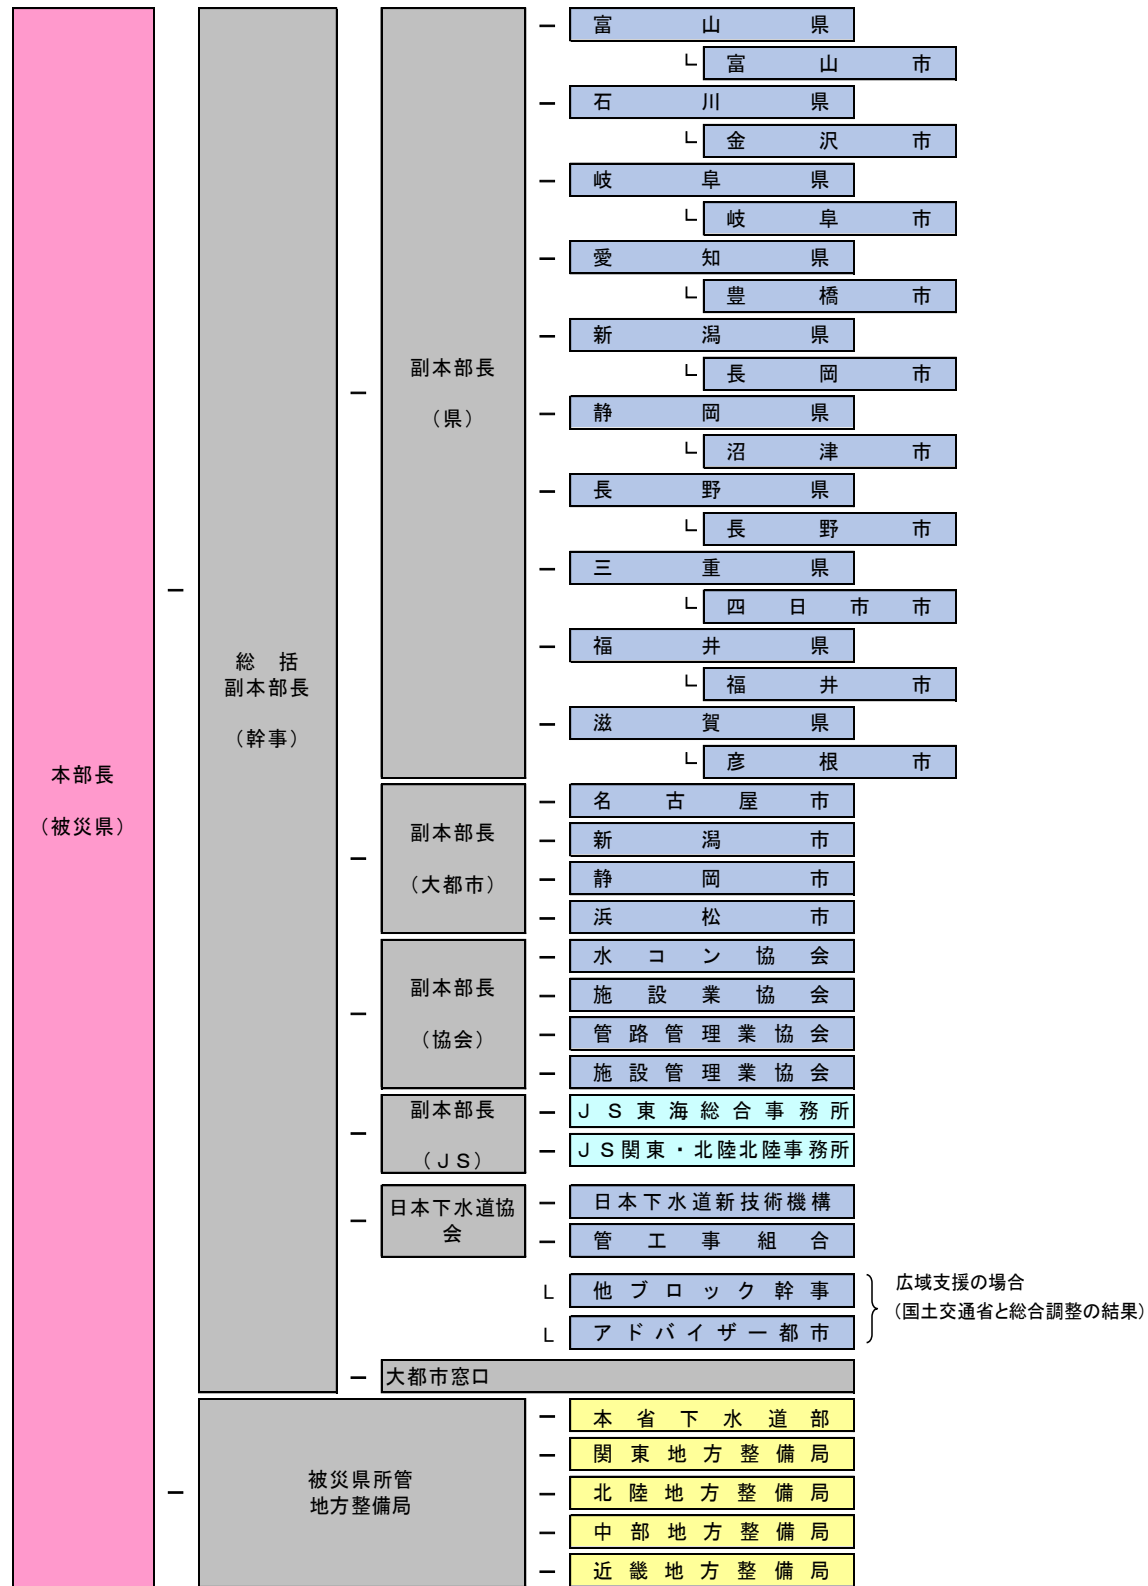 本部長
（被災県）
総　括
副本部長
（幹事）
副本部長
（県）
富山県
富山市
石川県
金沢市
岐阜県
岐阜市
愛知県
豊橋市
新潟県
長岡市
静岡県
沼津市
長野県
長野市
三重県
四日市市
福井県
福井市
滋賀県
彦根市
副本部長
（大都市）
名古屋市
新潟市
静岡市
浜松市
副本部長
（協会）
水コン協会
施設業協会
管路管理業協会
施設管理業協会
副本部長
（ＪＳ）
ＪＳ東海総合事務所
ＪＳ関東・北陸北陸事務所
日本下水道協
会
日本下水道新技術機構
管工事組合
他ブロック幹事
アドバイザー都市
広域支援の場合
（国土交通省と総合調整の結果）
大都市窓口
被災県所管
地方整備局
本省下水道部
関東地方整備局
北陸地方整備局
中部地方整備局
近畿地方整備局